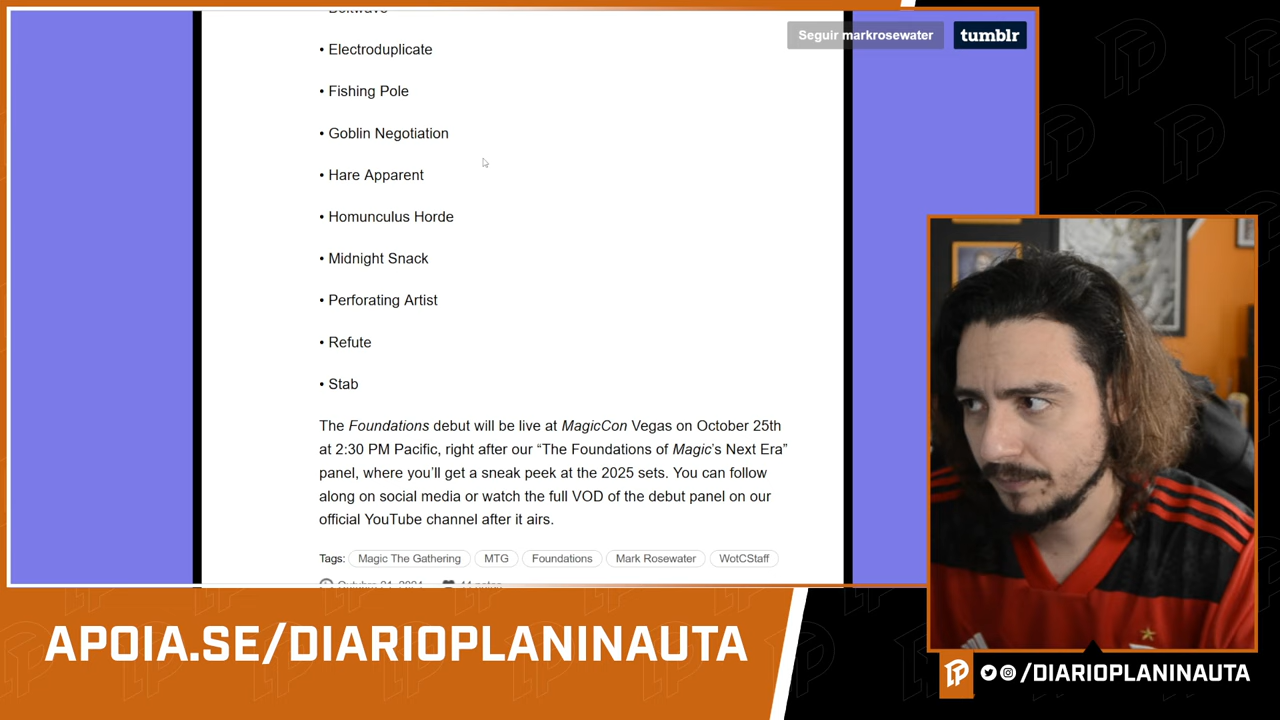 Seguir markrosewater
tumblr
• Electroduplicate
• Fishing Pole
• Goblin Negotiation
• Hare Apparent
• Homunculus Horde
• Midnight Snack
• Perforating Artist
• Refute
• Stab
The Foundations debut will be live at MagicCon Vegas on October 25th
at 2:30 PM Pacific, right after our “The Foundations of Magic’s Next Era”
panel, where you’ll get a sneak peek at the 2025 sets. You can follow
along on social media or watch the full VOD of the debut panel on our
official YouTube channel after it airs.
Tags: Magic The Gathering MTG Foundations Mark Rosewater WotCStaff
APOIA.SE/DIARIOPLANINAUTA
/DIARIOPLANINAUTA